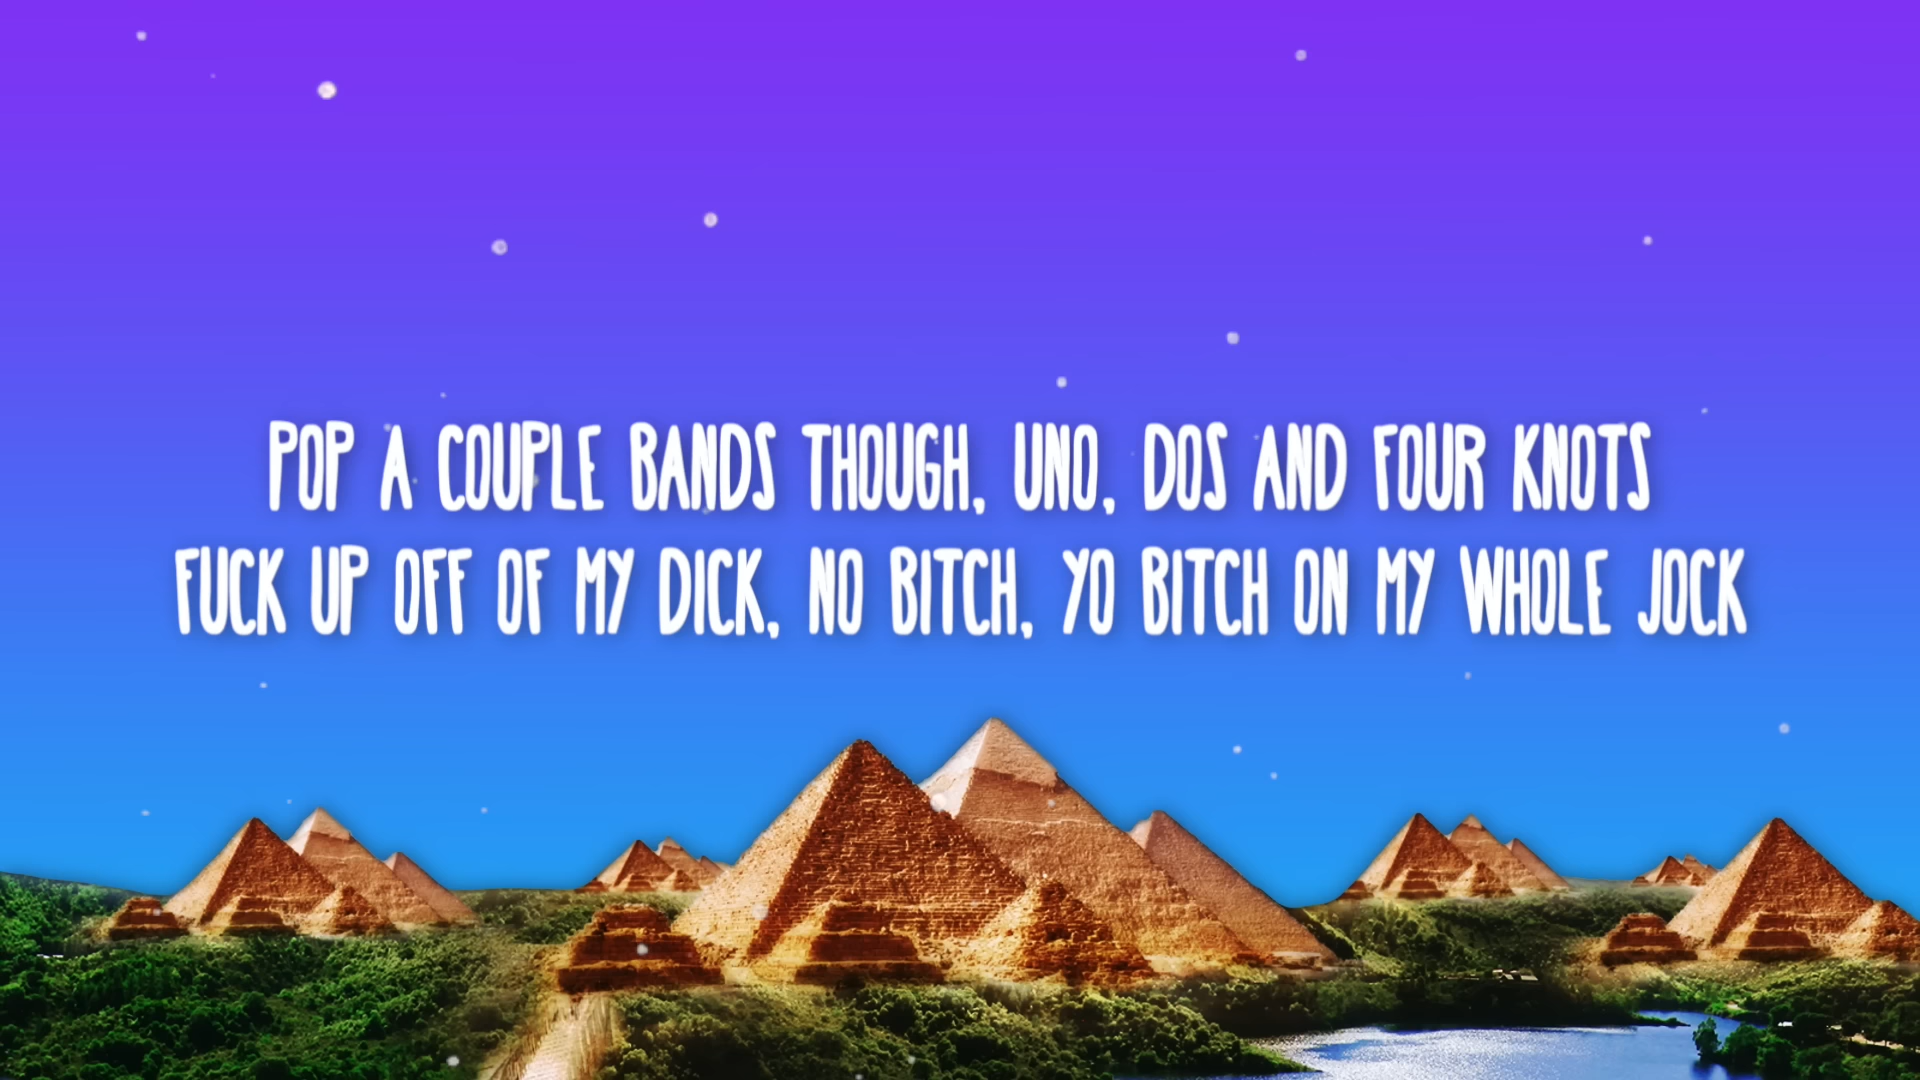 POP A COUPLE BANDS THOUGH, UNO, DOS AND FOUR KNOTS
FUCK UP OFF OF MY DICK, NO BITCH, YO BITCH ON MY WHOLE JOCK